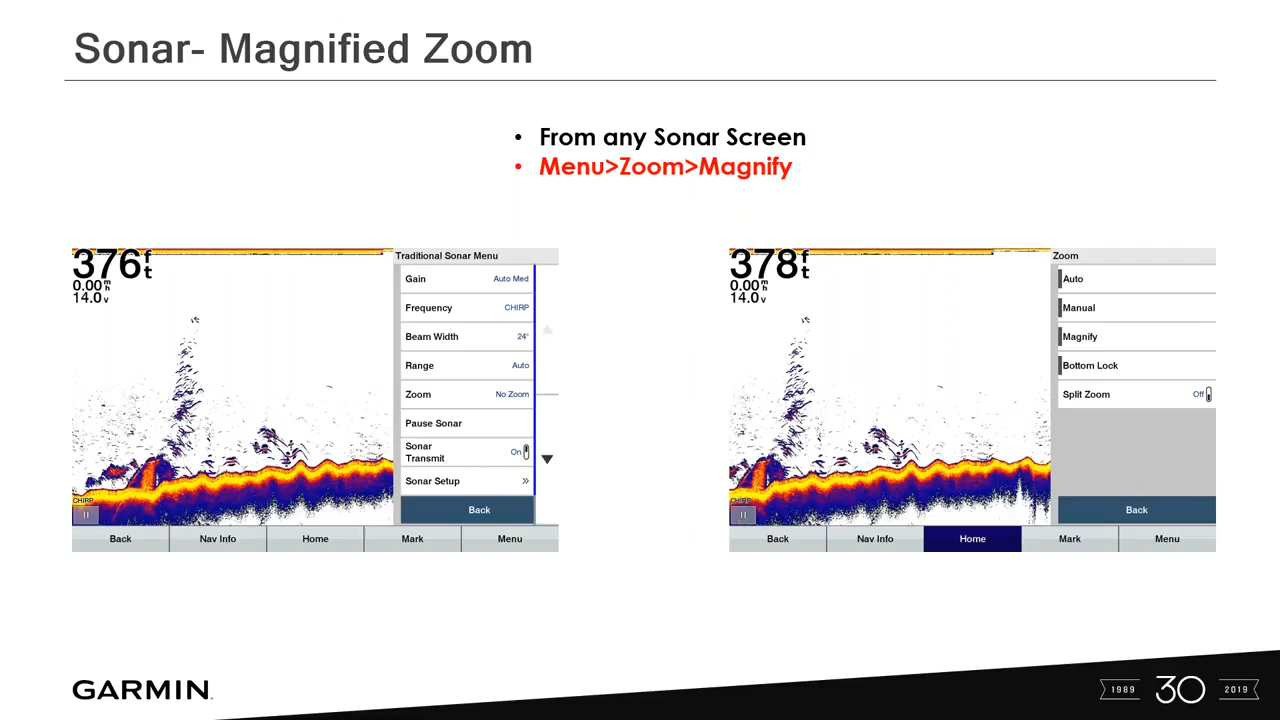 Sonar- Magnified Zoom
• From any Sonar Screen
• Menu>Zoom>Magnify
376ft
0.00mh
14.0v
CHIRP
Traditional Sonar Menu
Gain Auto Med
Frequency CHIRP
Beam Width 24°
Range Auto
Zoom No Zoom
Pause Sonar
Sonar
Transmit On
Sonar Setup »
Back
Back Nav Info Home Mark Menu
378ft
0.00mh
14.0v
CHIRP
Zoom
Auto
Manual
Magnify
Bottom Lock
Split Zoom Off
Back
Back Nav Info Home Mark Menu
GARMIN
1989 30 2019